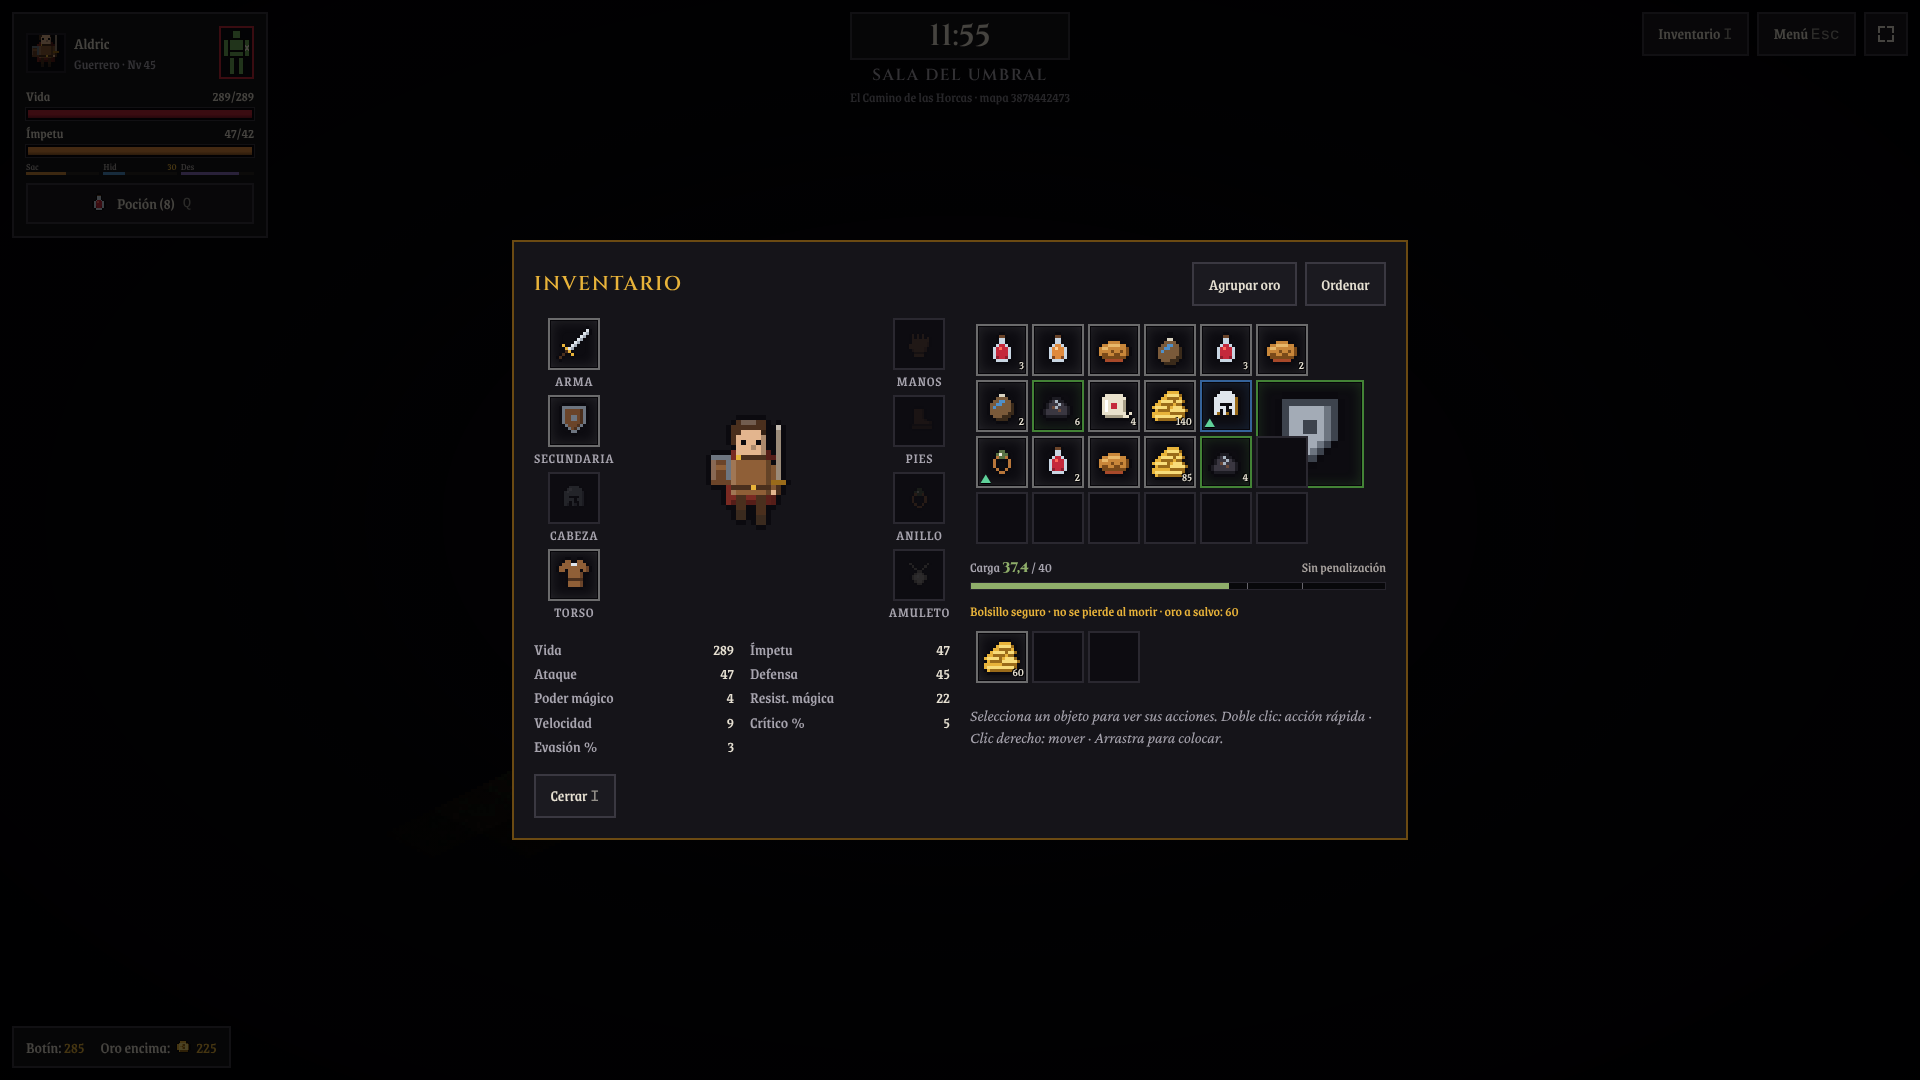 Aldric
Guerrero · Nv 45
Vida 289/289
Ímpetu 47/42
Sac Hid 30 Des
Poción (8) Q
11:55
SALA DEL UMBRAL
El Camino de las Horcas · mapa 3878442473
Inventario I
Menú Esc
INVENTARIO
Agrupar oro
Ordenar
ARMA
SECUNDARIA
CABEZA
TORSO
MANOS
PIES
ANILLO
AMULETO
3 3 2
2 6 4 140
2 85 4
Carga 37,4 / 40 Sin penalización
Bolsillo seguro · no se pierde al morir · oro a salvo: 60
60
Selecciona un objeto para ver sus acciones. Doble clic: acción rápida ·
Clic derecho: mover · Arrastra para colocar.
Vida 289 Ímpetu 47
Ataque 47 Defensa 45
Poder mágico 4 Resist. mágica 22
Velocidad 9 Crítico % 5
Evasión % 3
Cerrar I
Botín: 285 Oro encima: 225